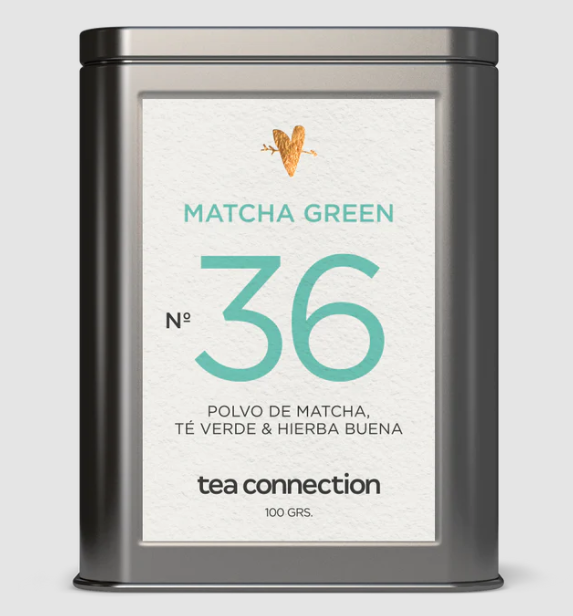 MATCHA GREEN
Nº 36
POLVO DE MATCHA,
TÉ VERDE & HIERBA BUENA
tea connection
100 GRS.